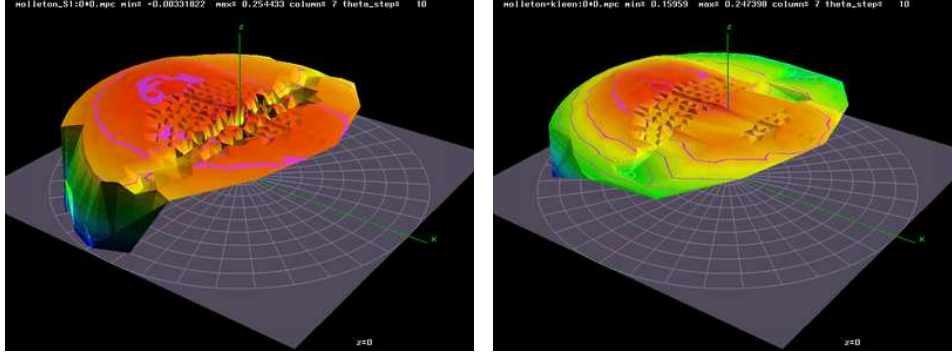 molleton_S1:0*0.mpc min= -0.00331822 max= 0.254433 column= 7 theta_step= 10
z
x
z=0
molleton-kleen:0*0.mpc min= 0.15959 max= 0.247398 column= 7 theta_step= 10
z
x
z=0